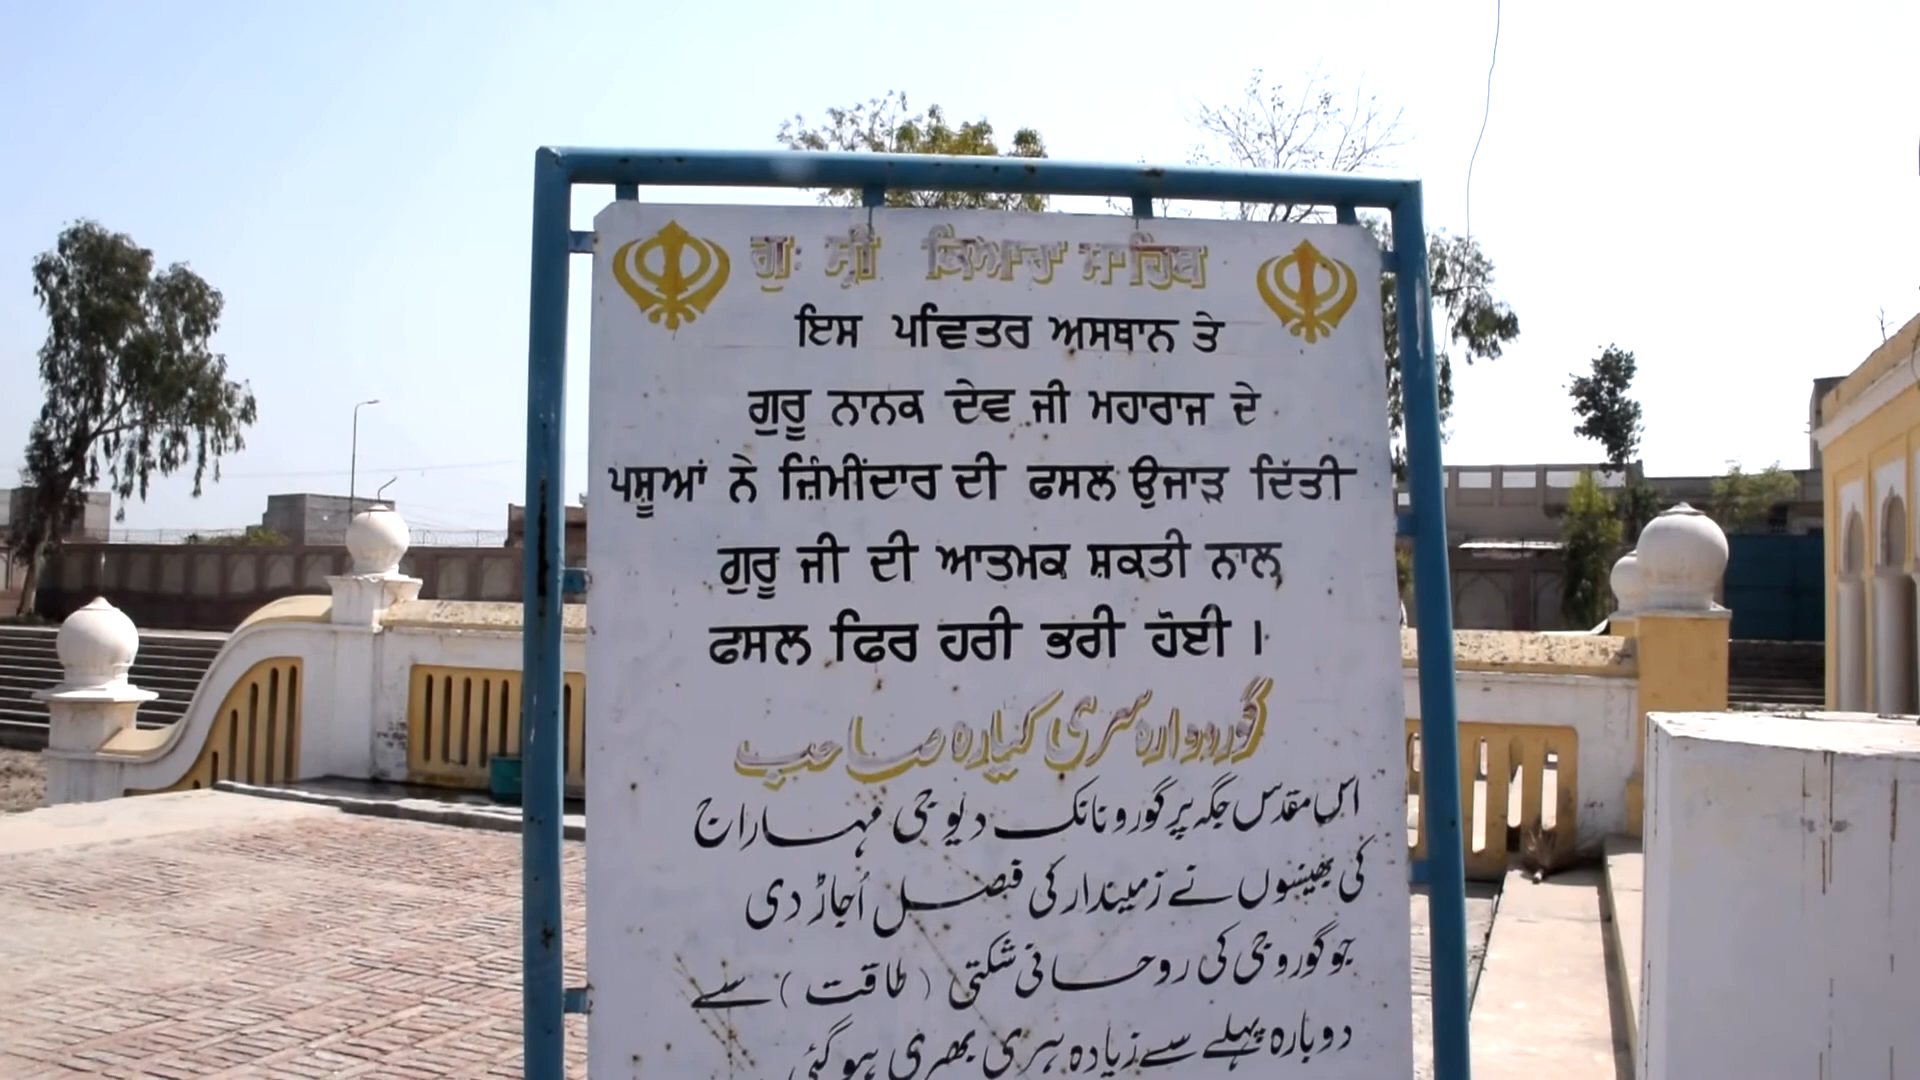 ਗੁ: ਸ੍ਰੀ ਕਿਆਰਾ ਸਾਹਿਬ
ਇਸ ਪਵਿਤਰ ਅਸਥਾਨ ਤੇ
ਗੁਰੂ ਨਾਨਕ ਦੇਵ ਜੀ ਮਹਾਰਾਜ ਦੇ
ਪਸ਼ੂਆਂ ਨੇ ਜ਼ਿੰਮੀਂਦਾਰ ਦੀ ਫਸਲ ਉਜਾੜ ਦਿੱਤੀ
ਗੁਰੂ ਜੀ ਦੀ ਆਤਮਕ ਸ਼ਕਤੀ ਨਾਲ
ਫਸਲ ਫਿਰ ਹਰੀ ਭਰੀ ਹੋਈ ।
گوردوارہ سری کیارہ صاحب
اس مقدس جگہ پر گورو نانک دیو جی مہاراج
کی بھینسوں نے زمیندار کی فصل اُجاڑ دی
جو گورو جی کی روحانی شکتی ( طاقت ) سے
دوبارہ پہلے سے زیادہ ہری بھری ہو گئی